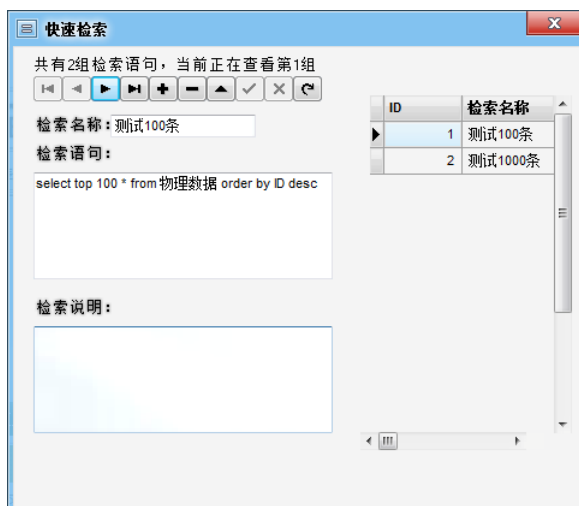 快速检索
共有2组检索语句，当前正在查看第1组
检索名称：测试100条
检索语句：
select top 100 * from 物理数据 order by ID desc
检索说明：
ID 检索名称
1 测试100条
2 测试1000条